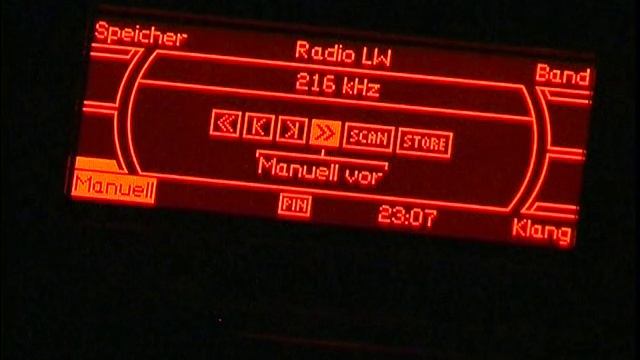 Speicher
Radio LW
Band
216 kHz
SCAN STORE
Manuell vor
Manuell
PIN
23:07
Klang